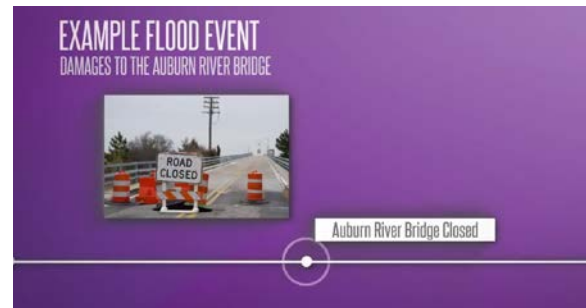 EXAMPLE FLOOD EVENT
DAMAGES TO THE AUBURN RIVER BRIDGE
ROAD
CLOSED
Auburn River Bridge Closed